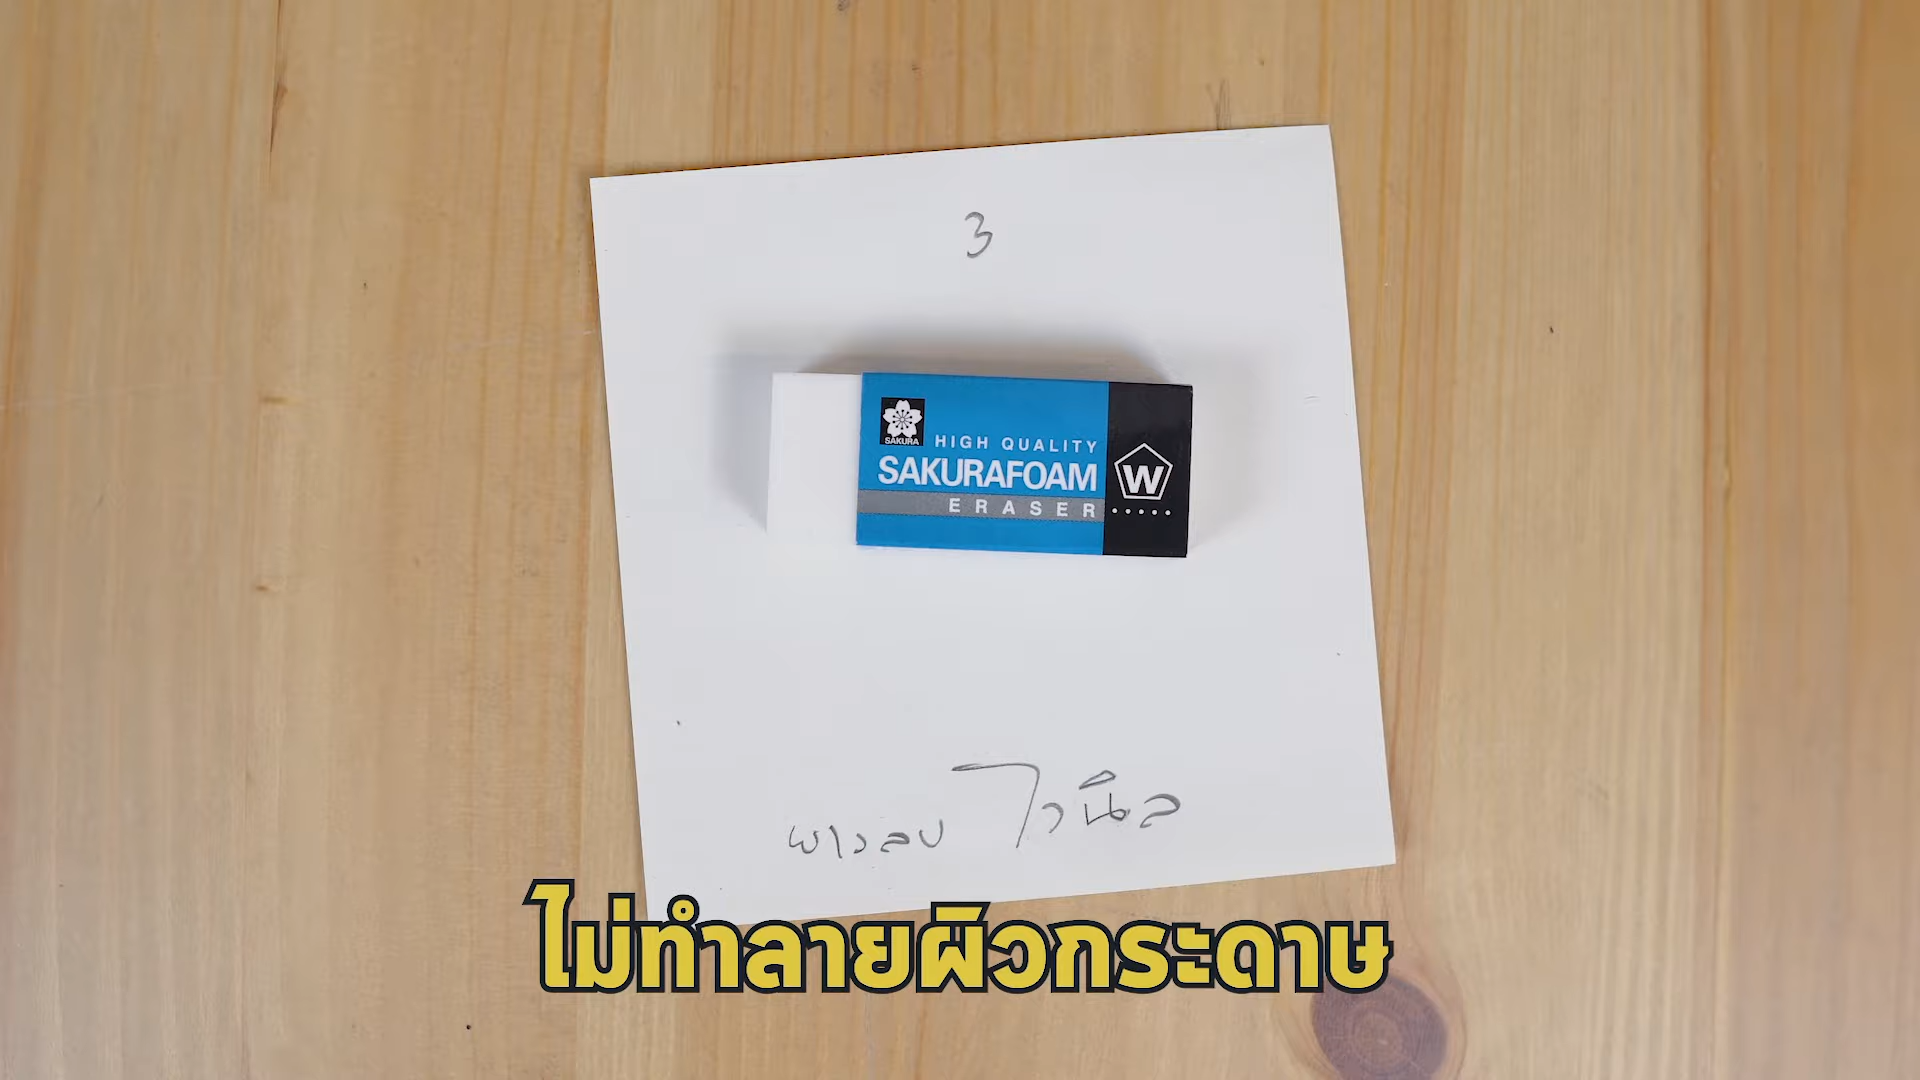 3
SAKURA
HIGH QUALITY
SAKURAFOAM
ERASER
W
ยางลบ ไวนิล
ไม่ทำลายผิวกระดาษ